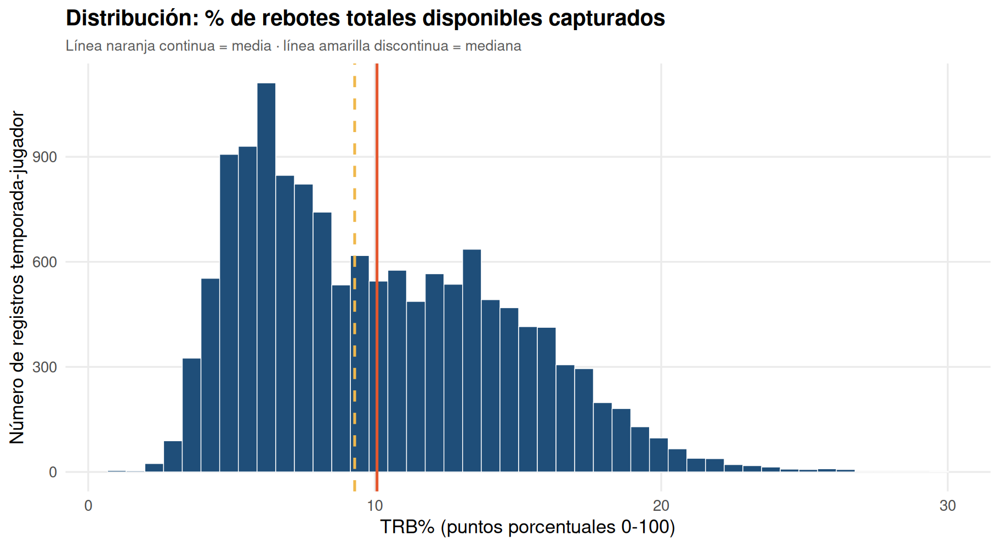 Distribución: % de rebotes totales disponibles capturados
Línea naranja continua = media · línea amarilla discontinua = mediana
Número de registros temporada-jugador
900
600
300
0
0
10
20
30
TRB% (puntos porcentuales 0-100)